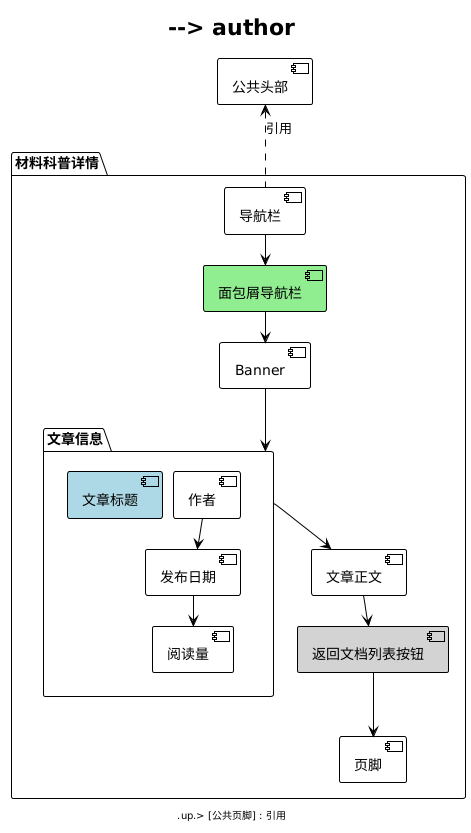 --> author
公共头部
引用
材料科普详情
导航栏
面包屑导航栏
Banner
文章信息
文章标题
作者
发布日期
文章正文
阅读量
返回文档列表按钮
页脚
.up.> [公共页脚] : 引用